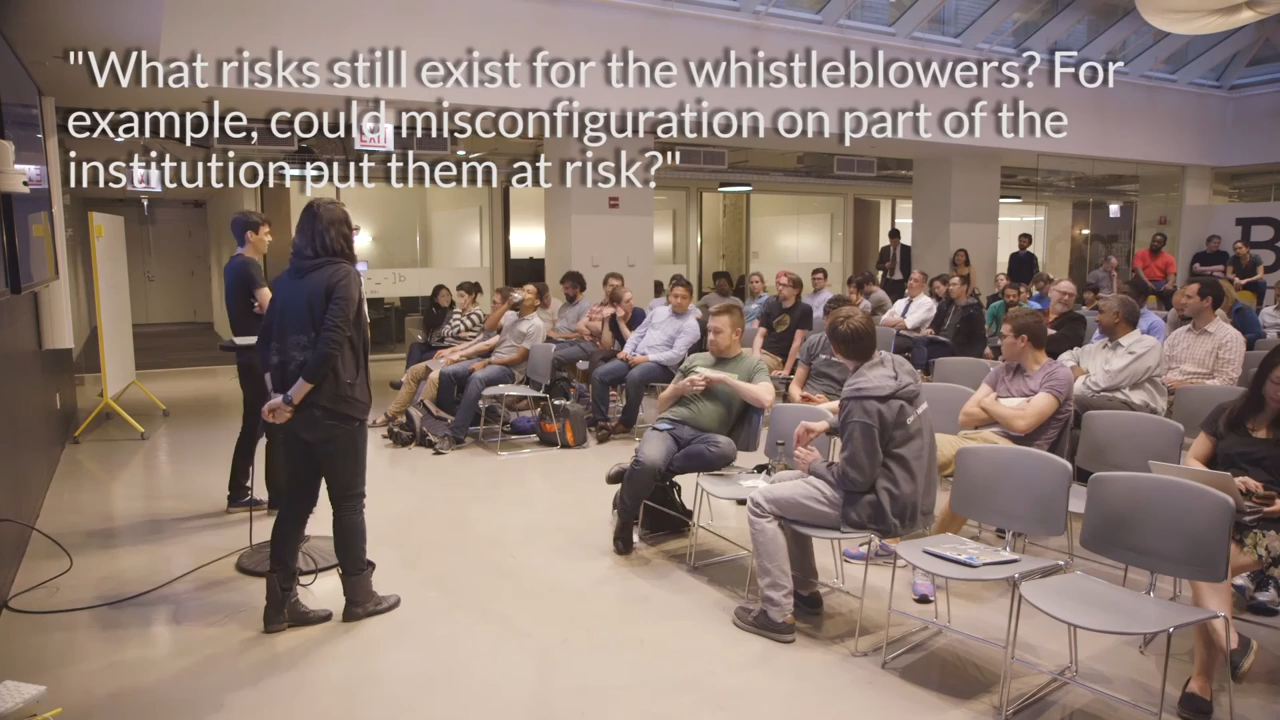 "What risks still exist for the whistleblowers? For
example, could misconfiguration on part of the
institution put them at risk?"
EXIT
B